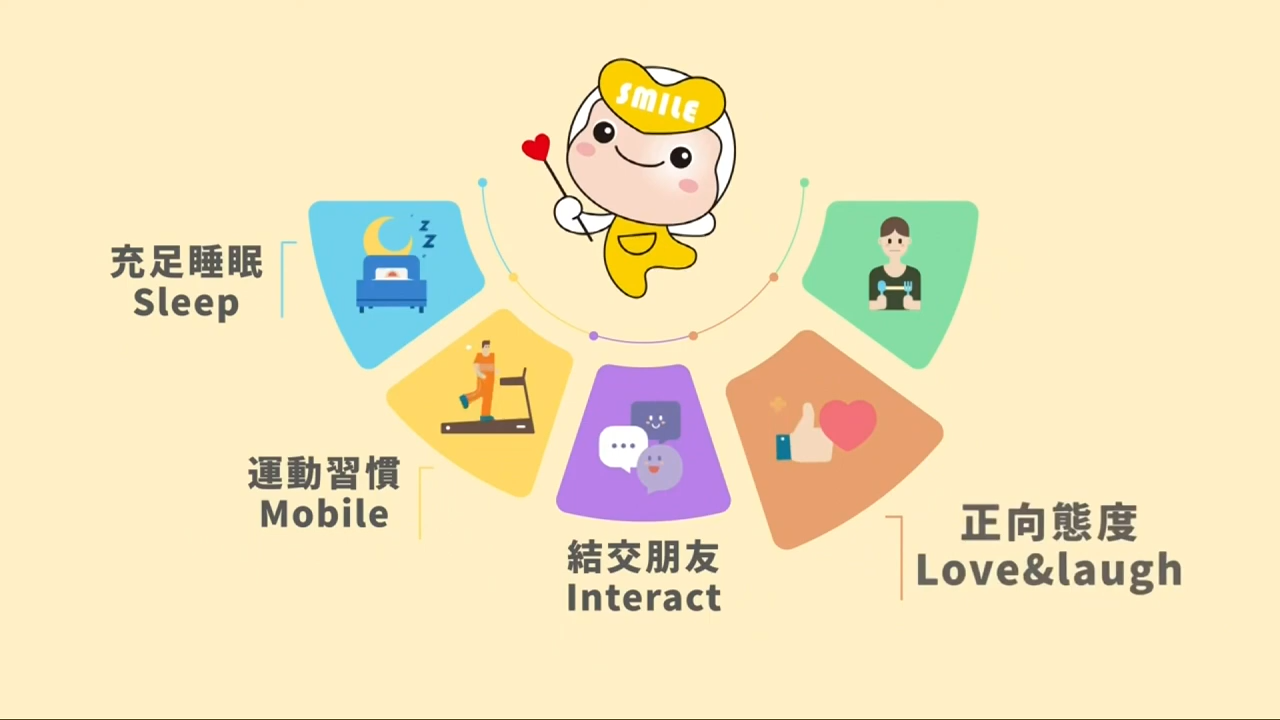 SMILE
z
z
充足睡眠
Sleep
運動習慣
Mobile
結交朋友
Interact
正向態度
Love&laugh